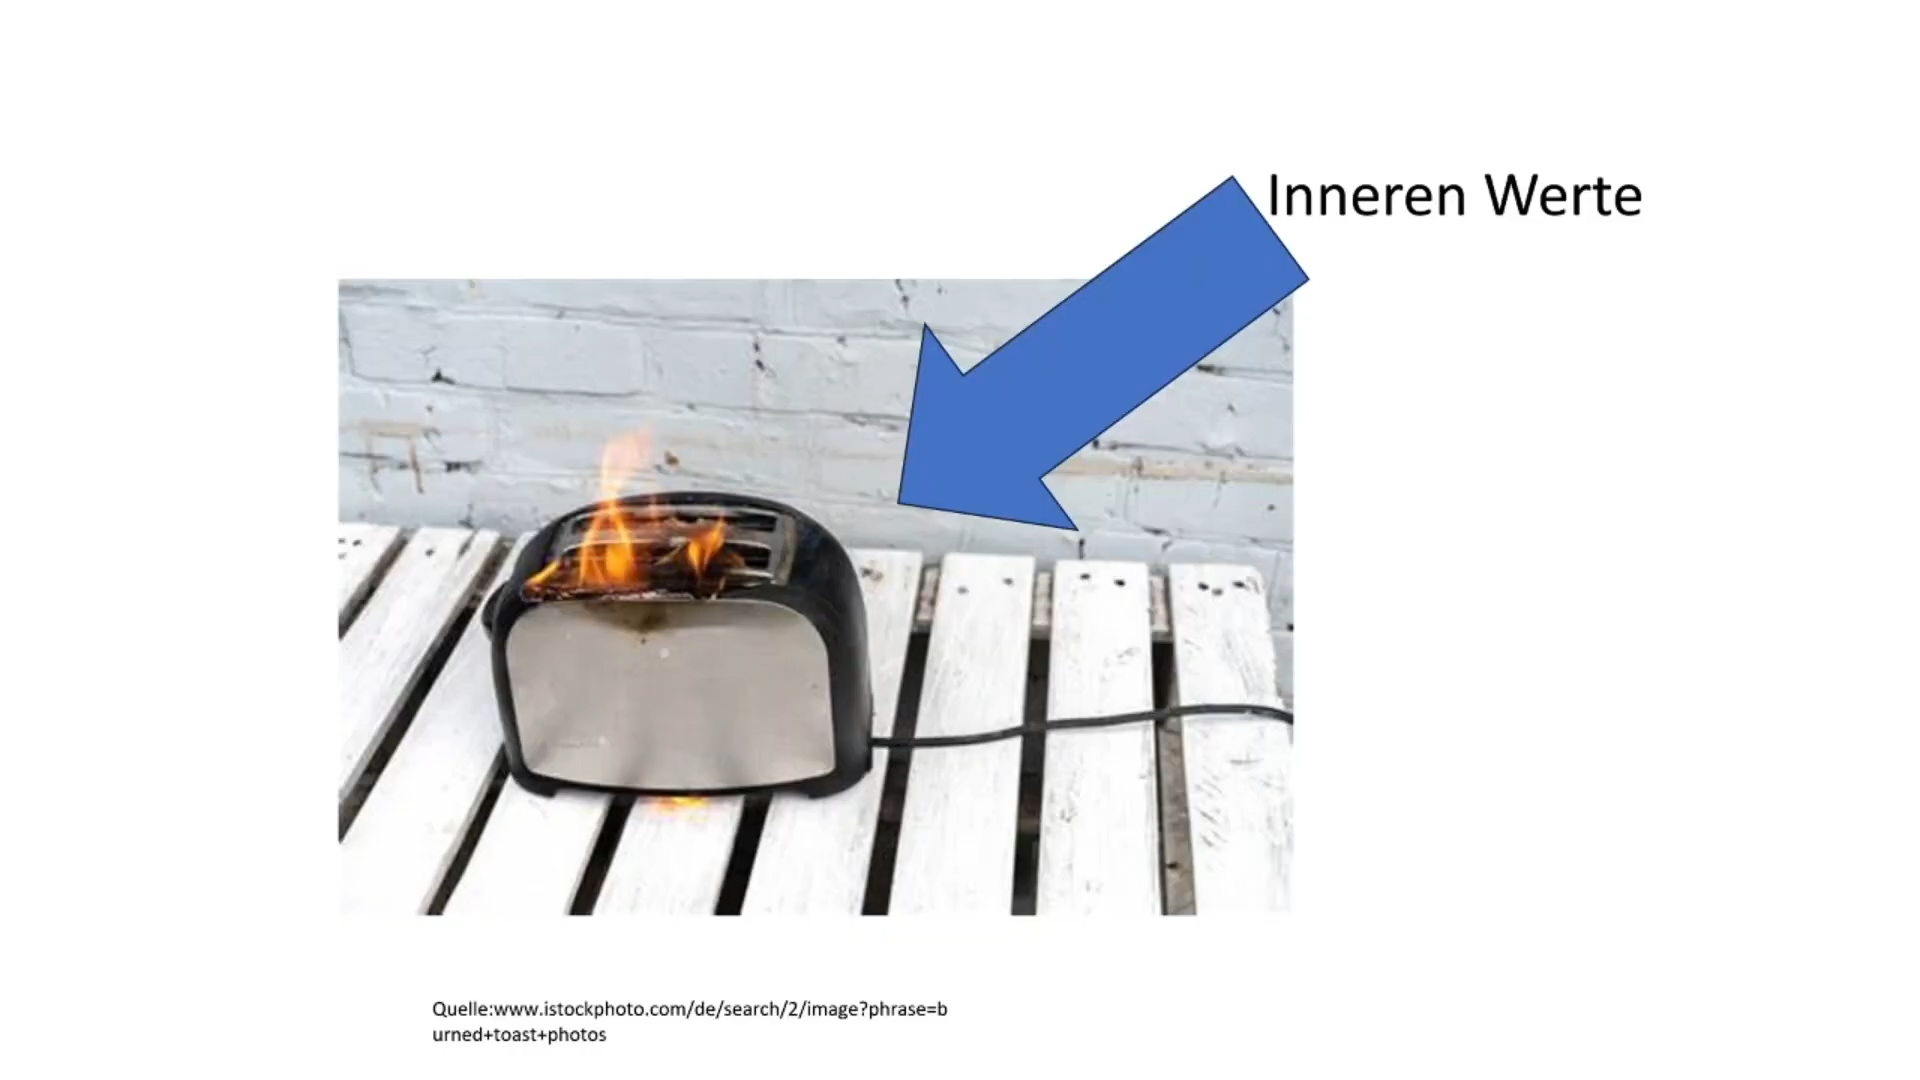 Inneren Werte
Quelle:www.istockphoto.com/de/search/2/image?phrase=b
urned+toast+photos